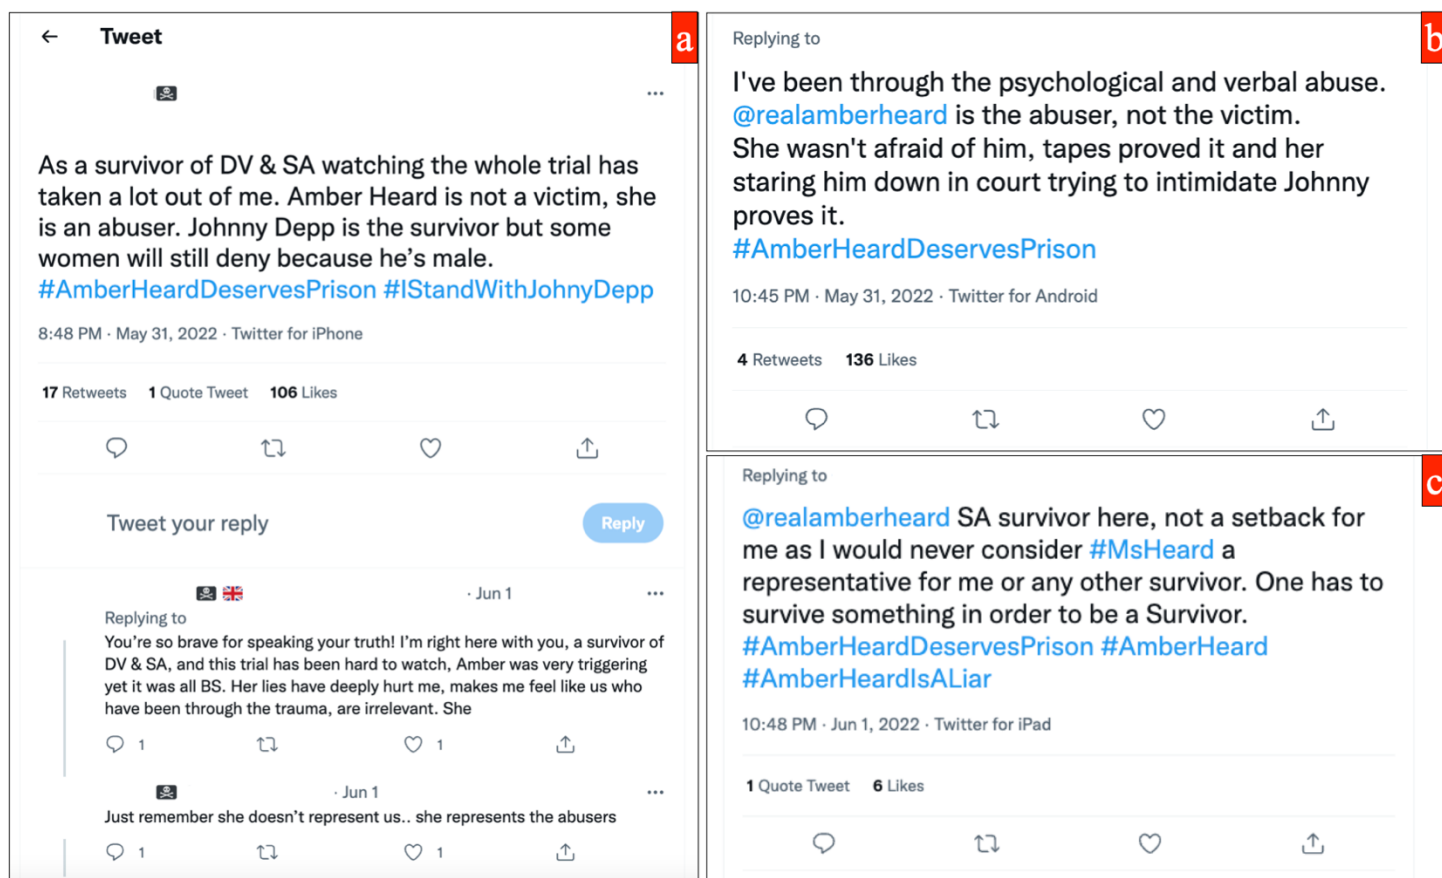 Tweet
a
As a survivor of DV & SA watching the whole trial has
taken a lot out of me. Amber Heard is not a victim, she
is an abuser. Johnny Depp is the survivor but some
women will still deny because he’s male.
#AmberHeardDeservesPrison #IStandWithJohnyDepp
8:48 PM · May 31, 2022 · Twitter for iPhone
17 Retweets 1 Quote Tweet 106 Likes
Tweet your reply
Reply
· Jun 1
Replying to
You’re so brave for speaking your truth! I’m right here with you, a survivor of
DV & SA, and this trial has been hard to watch, Amber was very triggering
yet it was all BS. Her lies have deeply hurt me, makes me feel like us who
have been through the trauma, are irrelevant. She
1 1
· Jun 1
Just remember she doesn’t represent us.. she represents the abusers
1 1
b
Replying to
I've been through the psychological and verbal abuse.
@realamberheard is the abuser, not the victim.
She wasn't afraid of him, tapes proved it and her
staring him down in court trying to intimidate Johnny
proves it.
#AmberHeardDeservesPrison
10:45 PM · May 31, 2022 · Twitter for Android
4 Retweets 136 Likes
c
Replying to
@realamberheard SA survivor here, not a setback for
me as I would never consider #MsHeard a
representative for me or any other survivor. One has to
survive something in order to be a Survivor.
#AmberHeardDeservesPrison #AmberHeard
#AmberHeardIsALiar
10:48 PM · Jun 1, 2022 · Twitter for iPad
1 Quote Tweet 6 Likes